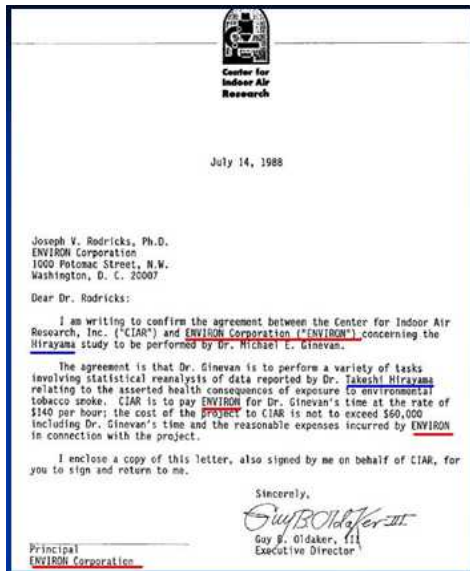 Center for
Indoor Air
Research
July 14, 1988
Joseph V. Rodricks, Ph.D.
ENVIRON Corporation
1000 Potomac Street, N.W.
Washington, D. C. 20007
Dear Dr. Rodricks:
I am writing to confirm the agreement between the Center for Indoor Air
Research, Inc. ("CIAR") and ENVIRON Corporation ("ENVIRON") concerning the
Hirayama study to be performed by Dr. Michael E. Ginevan.
The agreement is that Dr. Ginevan is to perform a variety of tasks
involving statistical reanalysis of data reported by Dr. Takeshi Hirayama
relating to the asserted health consequences of exposure to environmental
tobacco smoke. CIAR is to pay ENVIRON for Dr. Ginevan's time at the rate of
$140 per hour; the cost of the project to CIAR is not to exceed $60,000
including Dr. Ginevan's time and the reasonable expenses incurred by ENVIRON
in connection with the project.
I enclose a copy of this letter, also signed by me on behalf of CIAR, for
you to sign and return to me.
Sincerely,
Guy B. Oldaker III
Guy B. Oldaker, III
Executive Director
Principal
ENVIRON Corporation